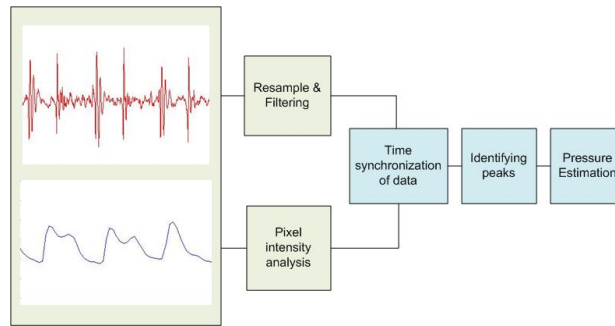 Resample &
Filtering
Time
synchronization
of data
Identifying
peaks
Pressure
Estimation
Pixel
intensity
analysis